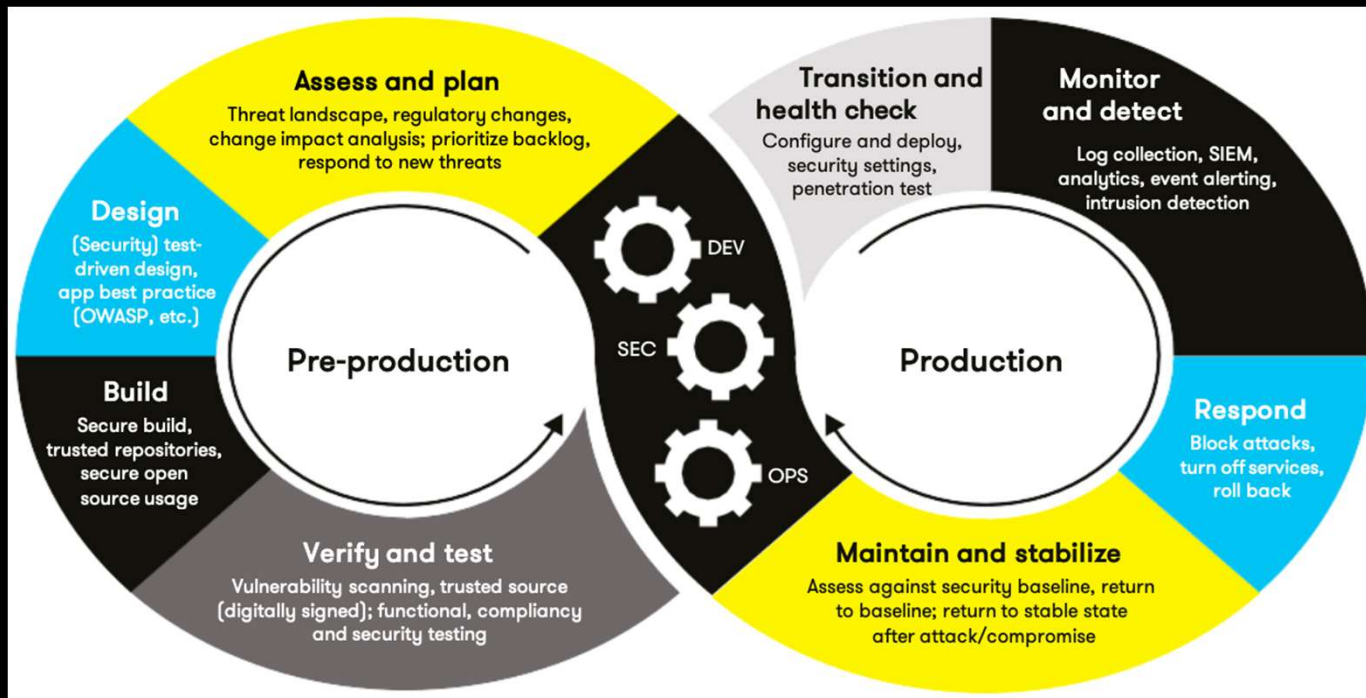 Assess and plan
Threat landscape, regulatory changes,
change impact analysis; prioritize backlog,
respond to new threats
Design
(Security) test-
driven design,
app best practice
(OWASP, etc.)
Build
Secure build,
trusted repositories,
secure open
source usage
Verify and test
Vulnerability scanning, trusted source
(digitally signed); functional, compliancy
and security testing
Pre-production
DEV
SEC
OPS
Transition and
health check
Configure and deploy,
security settings,
penetration test
Monitor
and detect
Log collection, SIEM,
analytics, event alerting,
intrusion detection
Respond
Block attacks,
turn off services,
roll back
Maintain and stabilize
Assess against security baseline, return
to baseline; return to stable state
after attack/compromise
Production